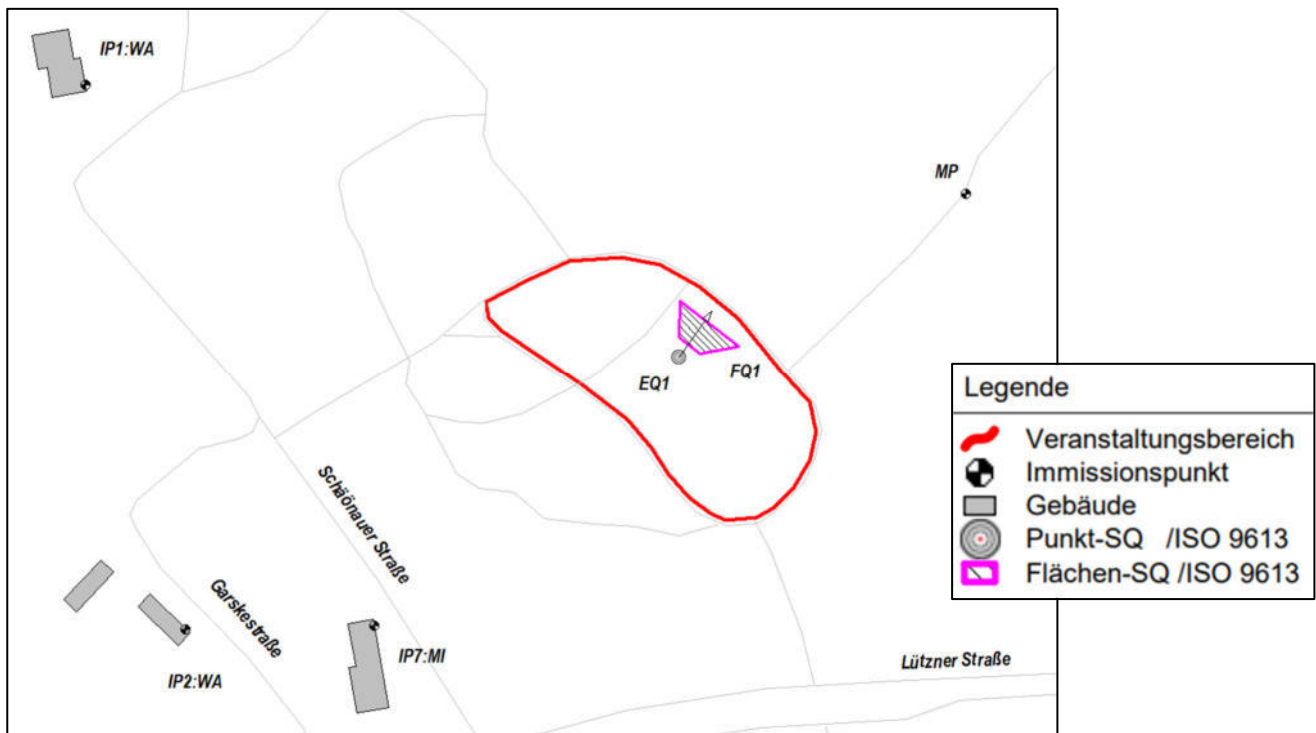 IP1:WA
MP
EQ1
FQ1
Schäönauer Straße
Garskestraße
IP2:WA
IP7:MI
Lützner Straße
Legende
Veranstaltungsbereich
Immissionspunkt
Gebäude
Punkt-SQ /ISO 9613
Flächen-SQ /ISO 9613